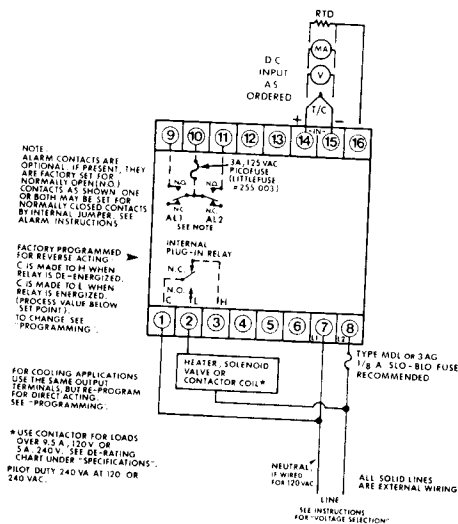 RTD
MA
D C
INPUT
A S
ORDERED
V
T/C
+
-
-IN-
9
10
11
12
13
14
15
16
NOTE:
ALARM CONTACTS ARE
OPTIONAL. IF PRESENT, THEY
ARE FACTORY SET FOR
NORMALLY OPEN (N.O.)
CONTACTS AS SHOWN. ONE
OR BOTH MAY BE SET FOR
NORMALLY CLOSED CONTACTS
BY INTERNAL JUMPER. SEE
ALARM INSTRUCTIONS
3A, 125 VAC
PICOFUSE
(LITTLEFUSE
#255 003)
N.O.
N.O.
N.C.
N.C.
AL1
AL2
SEE NOTE
INTERNAL
PLUG-IN RELAY
N.C.
N.O.
C
L
H
FACTORY PROGRAMMED
FOR REVERSE ACTING
C IS MADE TO H WHEN
RELAY IS DE-ENERGIZED.
C IS MADE TO L WHEN
RELAY IS ENERGIZED.
(PROCESS VALUE BELOW
SET POINT).
TO CHANGE SEE
"PROGRAMMING".
1
2
3
4
5
6
7
8
L1
L2
HEATER, SOLENOID
VALVE OR
CONTACTOR COIL*
TYPE MDL OR 3AG
1/8 A SLO-BLO FUSE
RECOMMENDED
FOR COOLING APPLICATIONS
USE THE SAME OUTPUT
TERMINALS, BUT RE-PROGRAM
FOR DIRECT ACTING.
SEE "PROGRAMMING".
*USE CONTACTOR FOR LOADS
OVER 9.5 A, 120 V OR
5 A, 240 V. SEE DE-RATING
CHART UNDER "SPECIFICATIONS".
PILOT DUTY 240 VA AT 120 OR
240 VAC.
NEUTRAL,
IF WIRED
FOR 120VAC
LINE
ALL SOLID LINES
ARE EXTERNAL WIRING
SEE INSTRUCTIONS
FOR "VOLTAGE SELECTION"